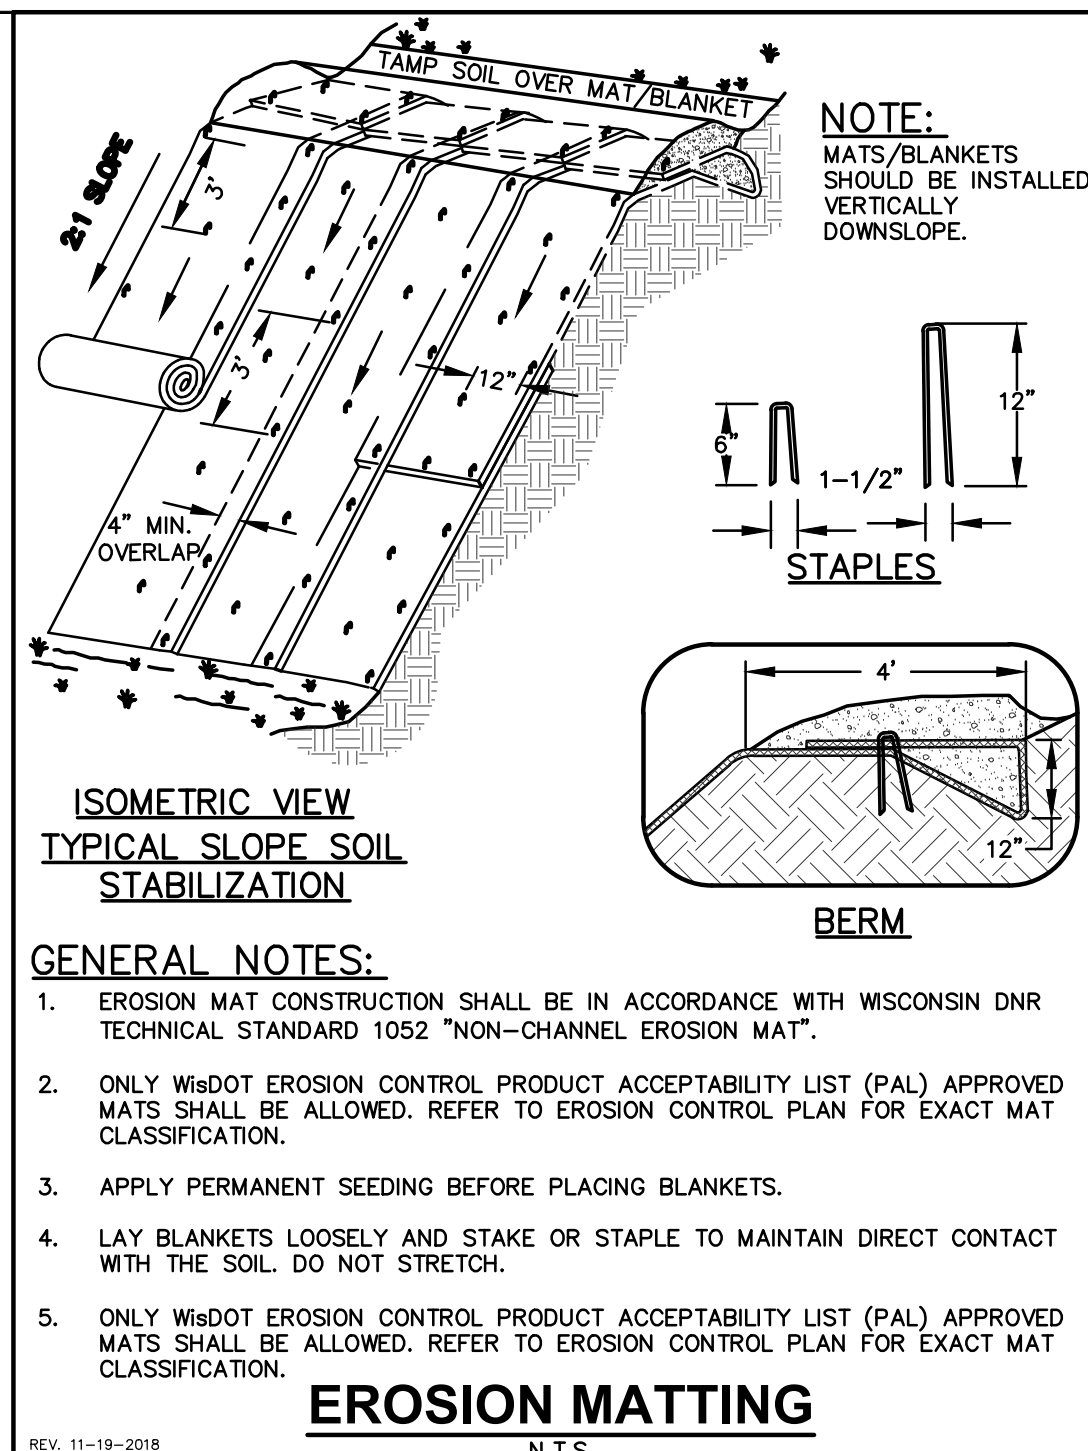 TAMP SOIL OVER MAT/BLANKET
2:1 SLOPE
3'
3'
12"
4" MIN.
OVERLAP
NOTE:
MATS/BLANKETS
SHOULD BE INSTALLED
VERTICALLY
DOWNSLOPE.
6"
12"
1-1/2"
STAPLES
4'
12"
BERM
ISOMETRIC VIEW
TYPICAL SLOPE SOIL
STABILIZATION
GENERAL NOTES:
1. EROSION MAT CONSTRUCTION SHALL BE IN ACCORDANCE WITH WISCONSIN DNR
TECHNICAL STANDARD 1052 "NON-CHANNEL EROSION MAT".
2. ONLY WisDOT EROSION CONTROL PRODUCT ACCEPTABILITY LIST (PAL) APPROVED
MATS SHALL BE ALLOWED. REFER TO EROSION CONTROL PLAN FOR EXACT MAT
CLASSIFICATION.
3. APPLY PERMANENT SEEDING BEFORE PLACING BLANKETS.
4. LAY BLANKETS LOOSELY AND STAKE OR STAPLE TO MAINTAIN DIRECT CONTACT
WITH THE SOIL. DO NOT STRETCH.
5. ONLY WisDOT EROSION CONTROL PRODUCT ACCEPTABILITY LIST (PAL) APPROVED
MATS SHALL BE ALLOWED. REFER TO EROSION CONTROL PLAN FOR EXACT MAT
CLASSIFICATION.
EROSION MATTING
REV. 11-19-2018
N.T.S.